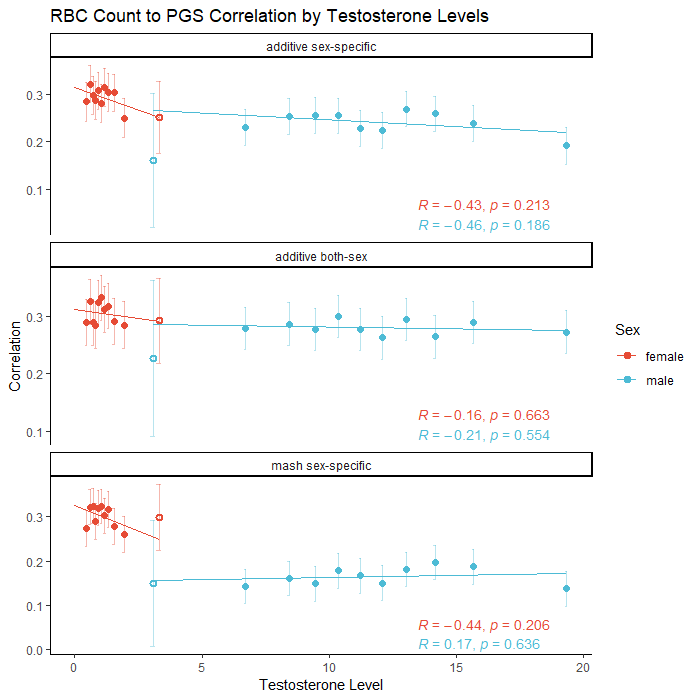 RBC Count to PGS Correlation by Testosterone Levels
additive sex-specific
0.3
0.2
0.1
R = −0.43, p = 0.213
R = −0.46, p = 0.186
additive both-sex
0.3
0.2
0.1
R = −0.16, p = 0.663
R = −0.21, p = 0.554
mash sex-specific
0.3
0.2
0.1
0.0
R = −0.44, p = 0.206
R = 0.17, p = 0.636
0
5
10
15
20
Testosterone Level
Correlation
Sex
female
male